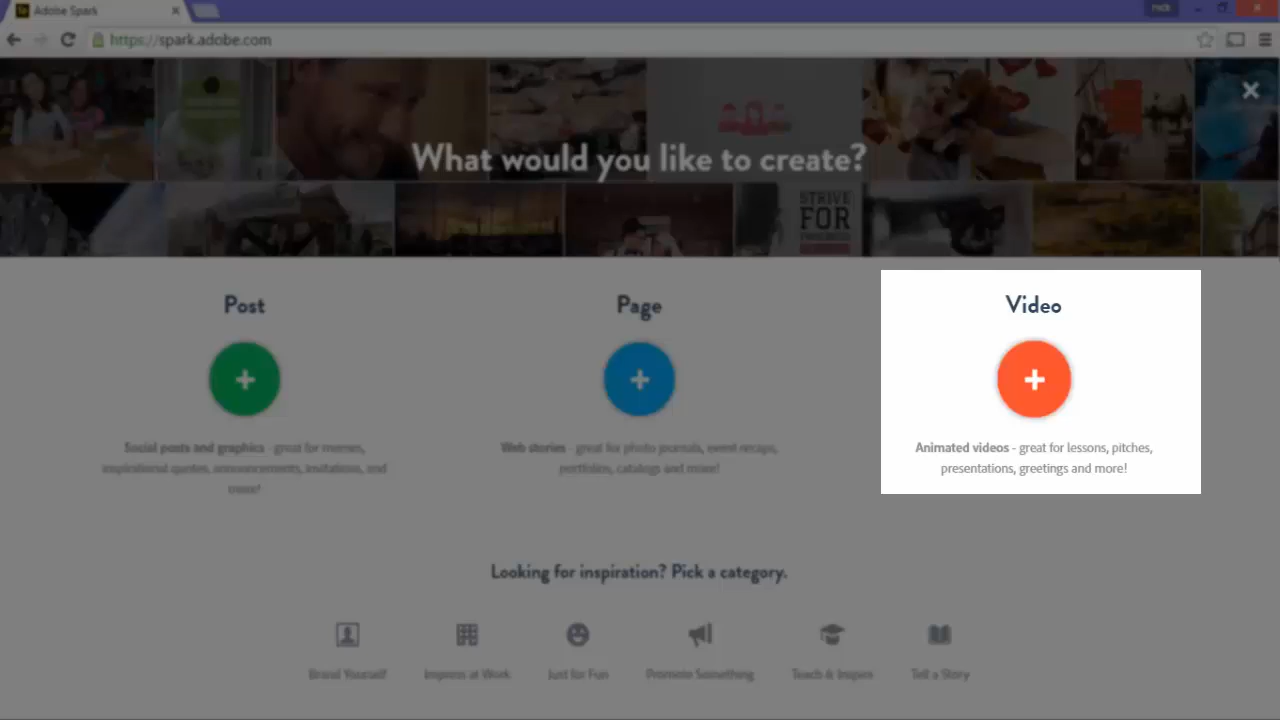 Adobe Spark
https://spark.adobe.com
What would you like to create?
STRIVE
FOR
PROGRESS
Post
Page
Video
Social posts and graphics - great for memes,
inspirational quotes, announcements, invitations, and
more!
Web stories - great for photo journals, event recaps,
portfolios, catalogs and more!
Animated videos - great for lessons, pitches,
presentations, greetings and more!
Looking for inspiration? Pick a category.
Brand Yourself
Impress at Work
Just for Fun
Promote Something
Teach & Inspire
Tell a Story